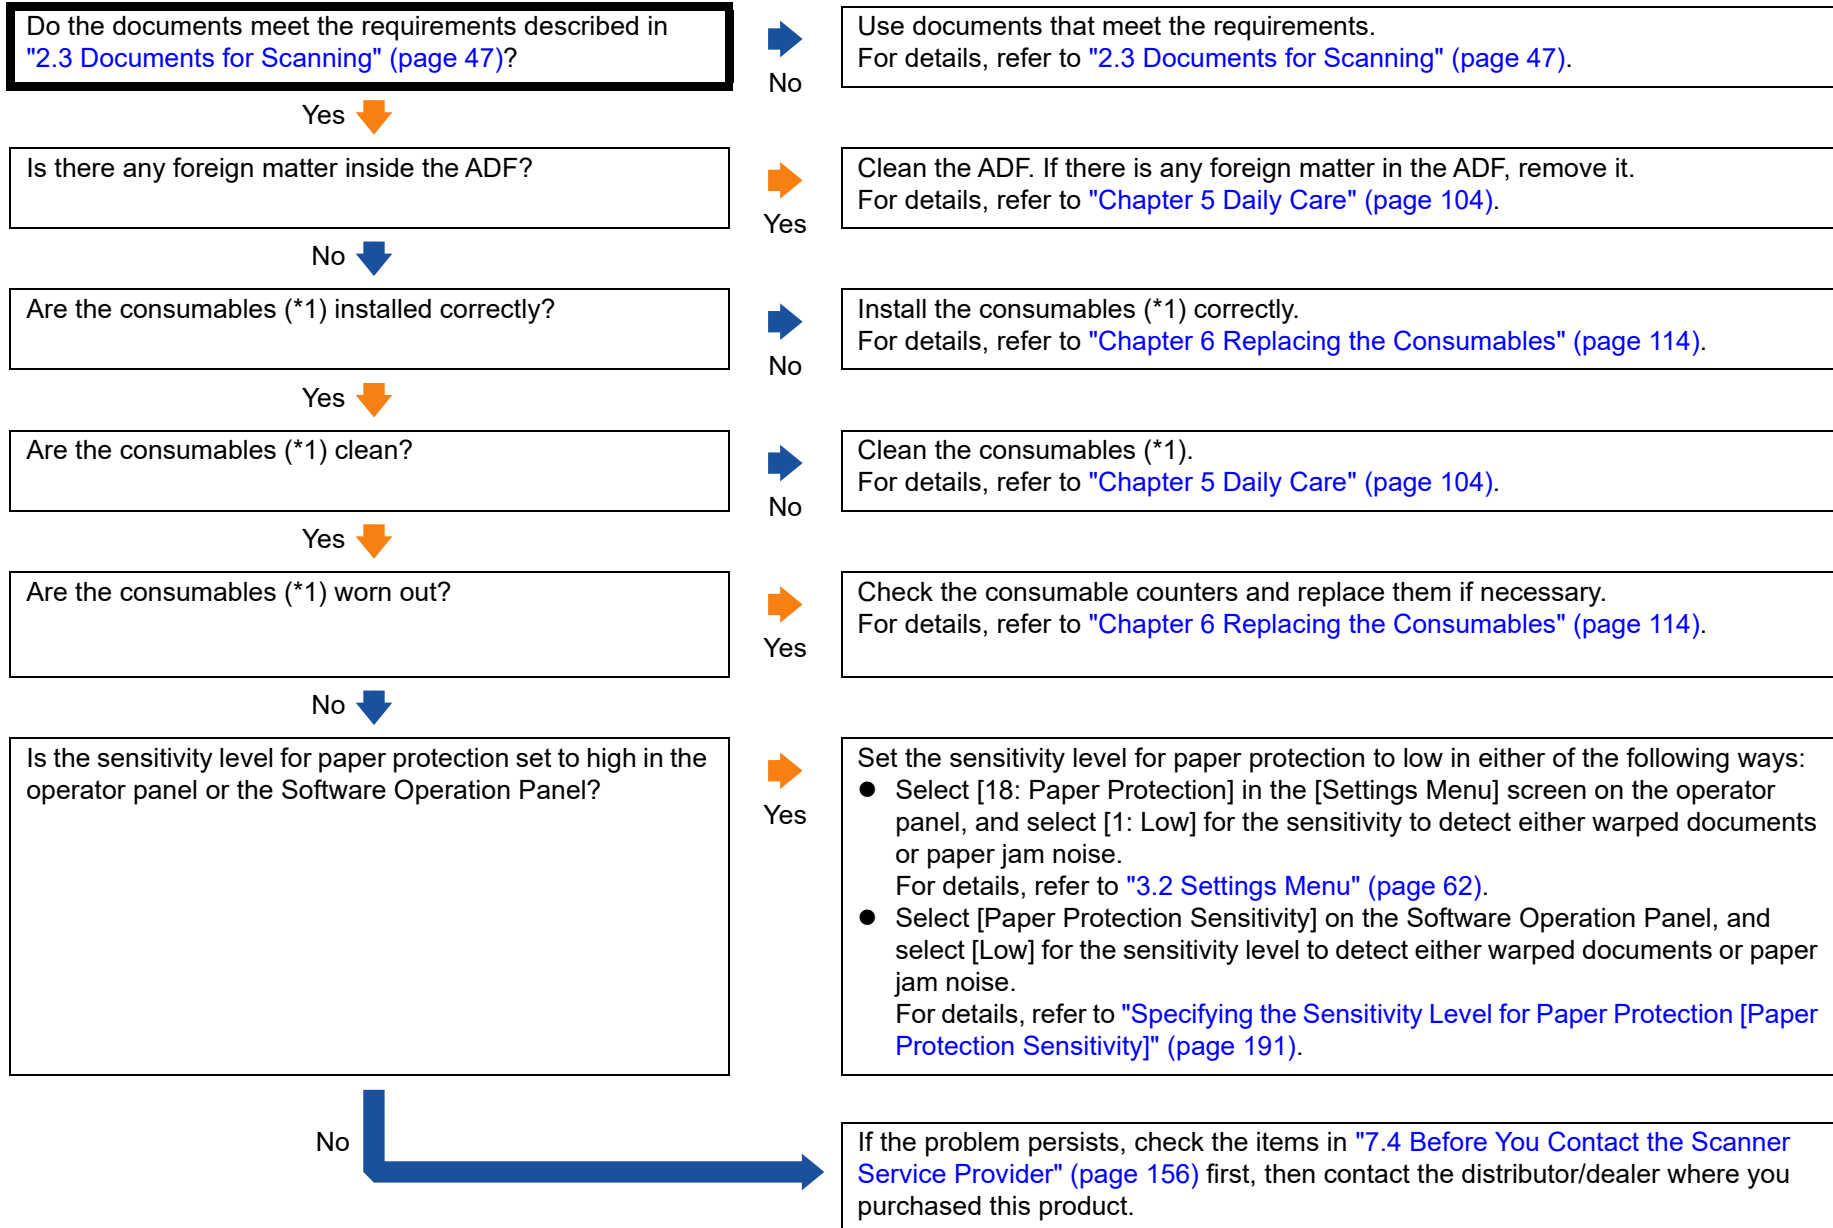 Do the documents meet the requirements described in
"2.3 Documents for Scanning" (page 47)?
No
Use documents that meet the requirements.
For details, refer to "2.3 Documents for Scanning" (page 47).
Yes
Is there any foreign matter inside the ADF?
Yes
Clean the ADF. If there is any foreign matter in the ADF, remove it.
For details, refer to "Chapter 5 Daily Care" (page 104).
No
Are the consumables (*1) installed correctly?
No
Install the consumables (*1) correctly.
For details, refer to "Chapter 6 Replacing the Consumables" (page 114).
Yes
Are the consumables (*1) clean?
No
Clean the consumables (*1).
For details, refer to "Chapter 5 Daily Care" (page 104).
Yes
Are the consumables (*1) worn out?
Yes
Check the consumable counters and replace them if necessary.
For details, refer to "Chapter 6 Replacing the Consumables" (page 114).
No
Is the sensitivity level for paper protection set to high in the
operator panel or the Software Operation Panel?
Yes
Set the sensitivity level for paper protection to low in either of the following ways:
● Select [18: Paper Protection] in the [Settings Menu] screen on the operator
panel, and select [1: Low] for the sensitivity to detect either warped documents
or paper jam noise.
For details, refer to "3.2 Settings Menu" (page 62).
● Select [Paper Protection Sensitivity] on the Software Operation Panel, and
select [Low] for the sensitivity level to detect either warped documents or paper
jam noise.
For details, refer to "Specifying the Sensitivity Level for Paper Protection [Paper
Protection Sensitivity]" (page 191).
No
If the problem persists, check the items in "7.4 Before You Contact the Scanner
Service Provider" (page 156) first, then contact the distributor/dealer where you
purchased this product.